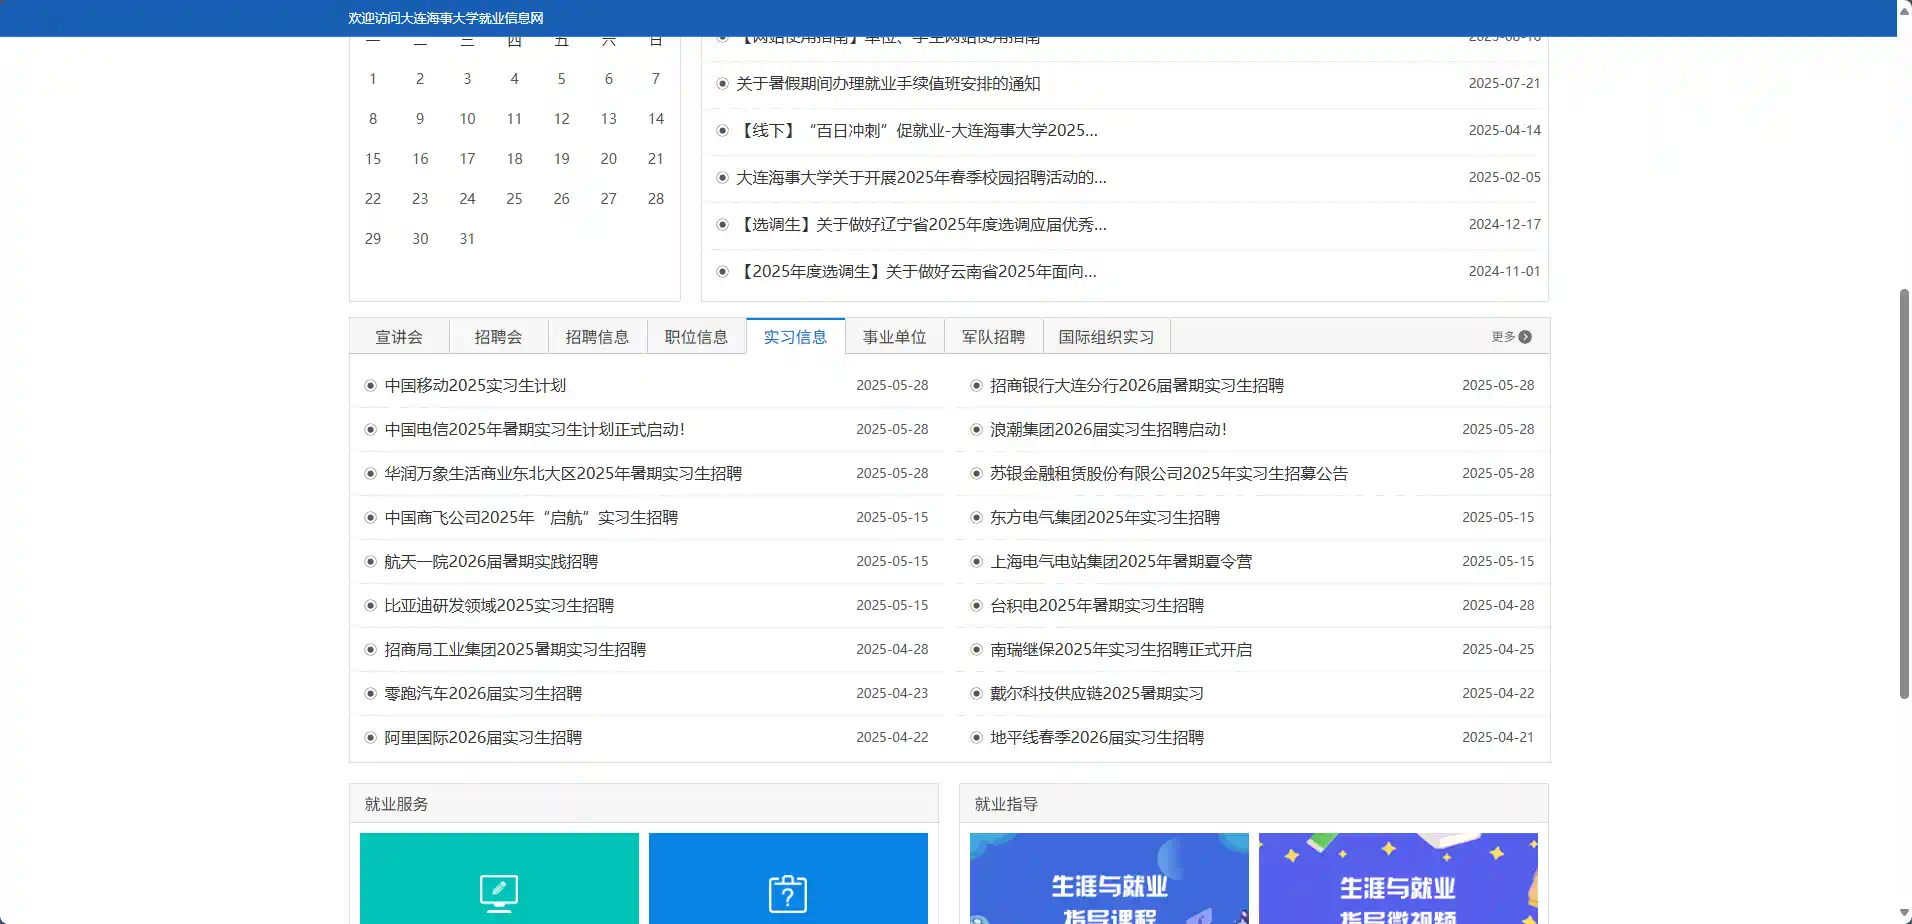 欢迎访问大连海事大学就业信息网
一 二 三 四 五 六 日
1 2 3 4 5 6 7
8 9 10 11 12 13 14
15 16 17 18 19 20 21
22 23 24 25 26 27 28
29 30 31
【网站使用指南】单位、学生网站使用指南
关于暑假期间办理就业手续值班安排的通知 2025-07-21
【线下】“百日冲刺”促就业-大连海事大学2025... 2025-04-14
大连海事大学关于开展2025年春季校园招聘活动的... 2025-02-05
【选调生】关于做好辽宁省2025年度选调应届优秀... 2024-12-17
【2025年度选调生】关于做好云南省2025年面向... 2024-11-01
宣讲会 招聘会 招聘信息 职位信息 实习信息 事业单位 军队招聘 国际组织实习 更多
中国移动2025实习生计划 2025-05-28 招商银行大连分行2026届暑期实习生招聘 2025-05-28
中国电信2025年暑期实习生计划正式启动！ 2025-05-28 浪潮集团2026届实习生招聘启动！ 2025-05-28
华润万象生活商业东北大区2025年暑期实习生招聘 2025-05-28 苏银金融租赁股份有限公司2025年实习生招募公告 2025-05-28
中国商飞公司2025年“启航”实习生招聘 2025-05-15 东方电气集团2025年实习生招聘 2025-05-15
航天一院2026届暑期实践招聘 2025-05-15 上海电气电站集团2025年暑期夏令营 2025-05-15
比亚迪研发领域2025实习生招聘 2025-05-15 台积电2025年暑期实习生招聘 2025-04-28
招商局工业集团2025暑期实习生招聘 2025-04-28 南瑞继保2025年实习生招聘正式开启 2025-04-25
零跑汽车2026届实习生招聘 2025-04-23 戴尔科技供应链2025暑期实习 2025-04-22
阿里国际2026届实习生招聘 2025-04-22 地平线春季2026届实习生招聘 2025-04-21
就业服务 就业指导
生涯与就业 生涯与就业
指导课程 指导微视频